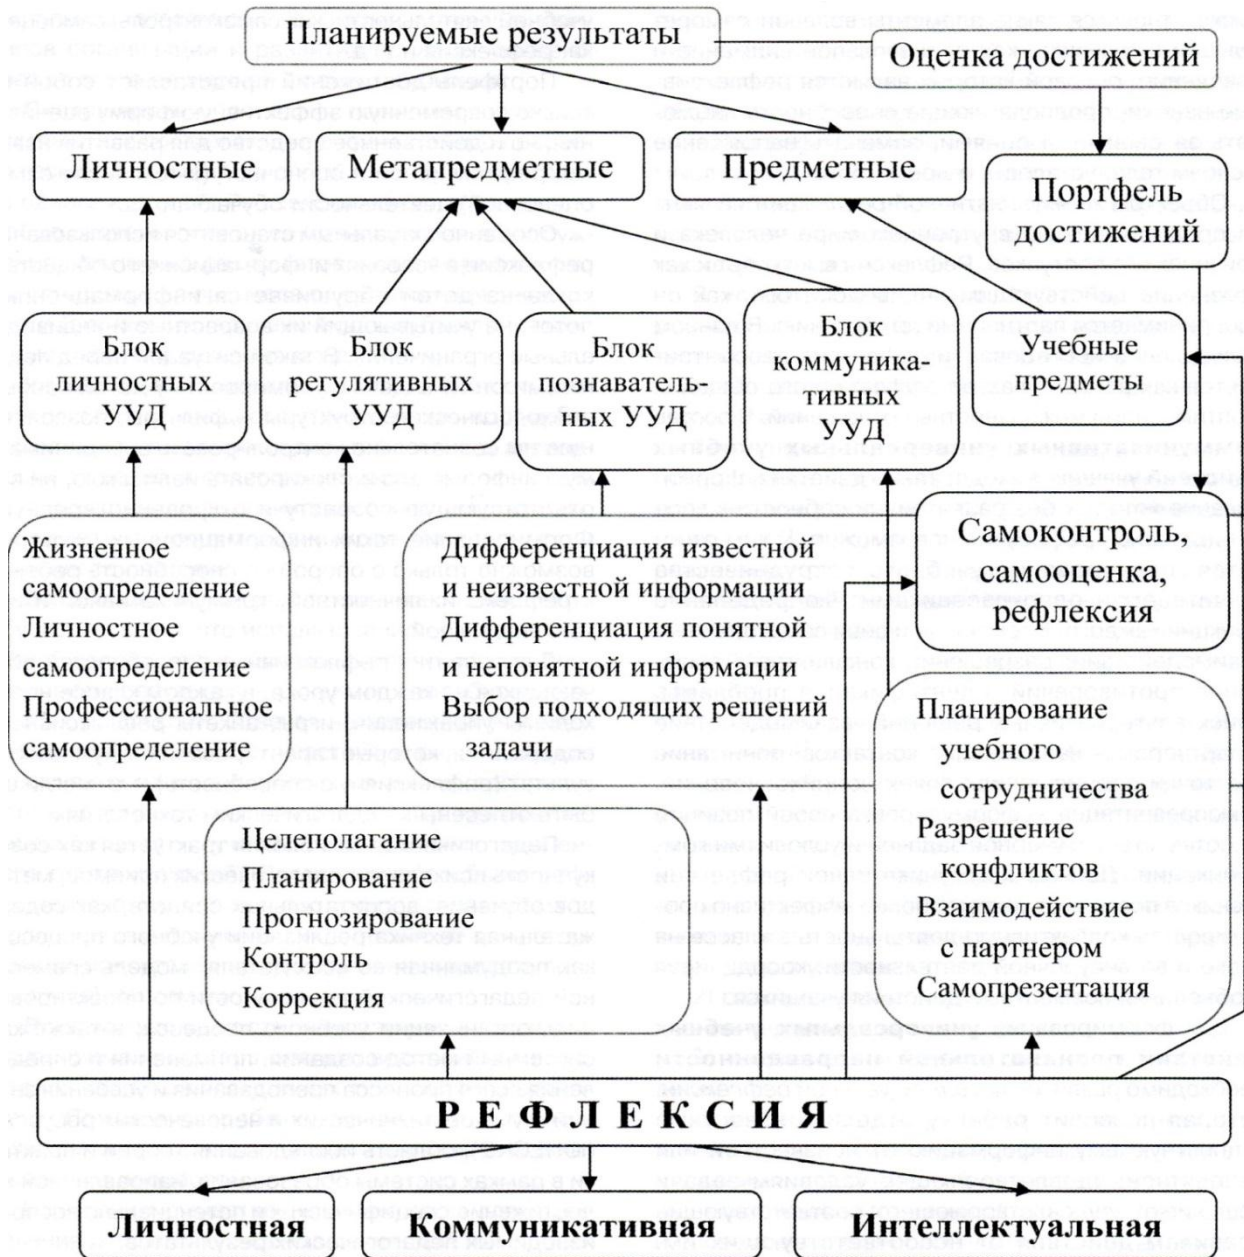 Планируемые результаты
Оценка достижений
Личностные
Метапредметные
Предметные
Портфель
достижений
Блок
личностных
УУД
Блок
регулятивных
УУД
Блок
познаватель-
ных УУД
Блок
коммуника-
тивных
УУД
Учебные
предметы
Жизненное
самоопределение
Личностное
самоопределение
Профессиональное
самоопределение
Дифференциация известной
и неизвестной информации
Дифференциация понятной
и непонятной информации
Выбор подходящих решений
задачи
Самоконтроль,
самооценка,
рефлексия
Планирование
учебного
сотрудничества
Разрешение
конфликтов
Взаимодействие
с партнером
Самопрезентация
Целеполагание
Планирование
Прогнозирование
Контроль
Коррекция
РЕФЛЕКСИЯ
Личностная
Коммуникативная
Интеллектуальная